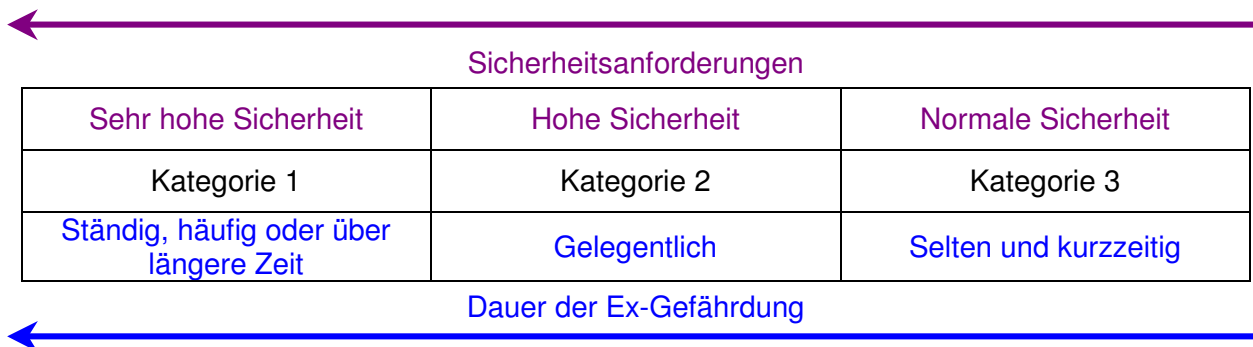 Sicherheitsanforderungen
Sehr hohe Sicherheit
Hohe Sicherheit
Normale Sicherheit
Kategorie 1
Kategorie 2
Kategorie 3
Ständig, häufig oder über
längere Zeit
Gelegentlich
Selten und kurzzeitig
Dauer der Ex-Gefährdung